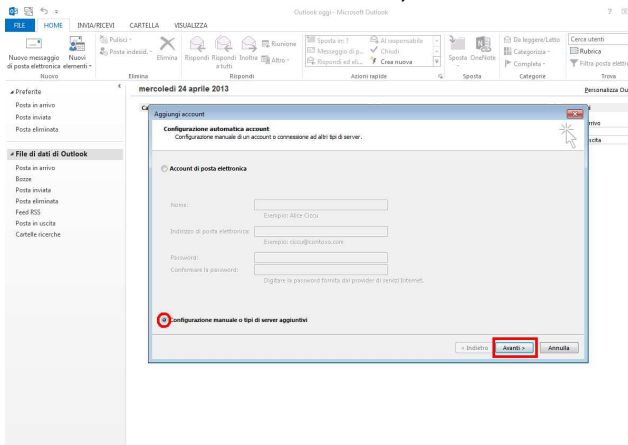 Outlook oggi - Microsoft Outlook
FILE HOME INVIA/RICEVI CARTELLA VISUALIZZA
Nuovo messaggio di posta elettronica
Nuovi elementi
Nuovo
Pulisci
Posta indesid.
Elimina
Elimina
Rispondi
Rispondi a tutti
Inoltra
Riunione
Altro
Rispondi
Sposta in: ?
Messaggio di p...
Rispondi ed eli...
Al responsabile
Chiudi
Crea nuova
Azioni rapide
Sposta
OneNote
Sposta
Da leggere/Letto
Categorizza
Completa
Categorie
Cerca utenti
Rubrica
Filtra posta elettro
Trova
Preferite
Posta in arrivo
Posta inviata
Posta eliminata
File di dati di Outlook
Posta in arrivo
Bozze
Posta inviata
Posta eliminata
Feed RSS
Posta in uscita
Cartelle ricerche
mercoledì 24 aprile 2013
Personalizza Ou
Ca
rrivo
scita
Aggiungi account
Configurazione automatica account
Configurazione manuale di un account o connessione ad altri tipi di server.
Account di posta elettronica
Nome:
Esempio: Alice Ciccu
Indirizzo di posta elettronica:
Esempio: ciccu@contoso.com
Password:
Confermare la password:
Digitare la password fornita dal provider di servizi Internet.
Configurazione manuale o tipi di server aggiuntivi
< Indietro
Avanti >
Annulla